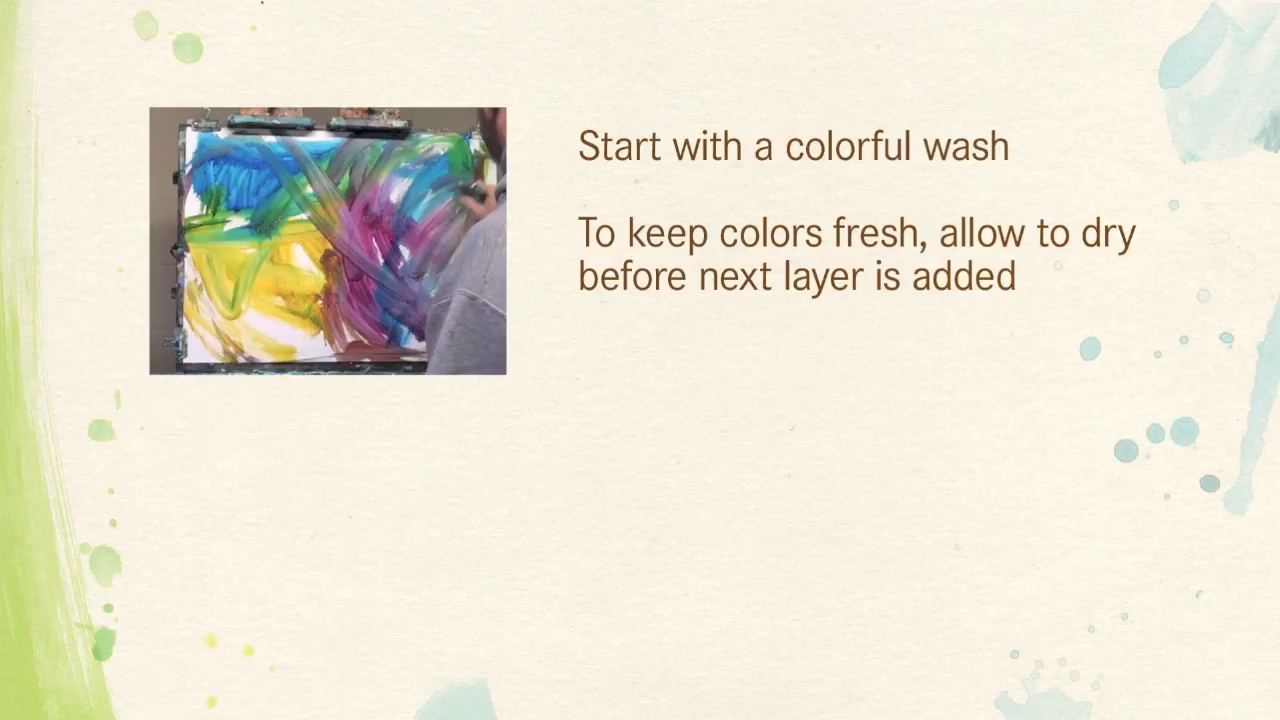 Start with a colorful wash
To keep colors fresh, allow to dry
before next layer is added